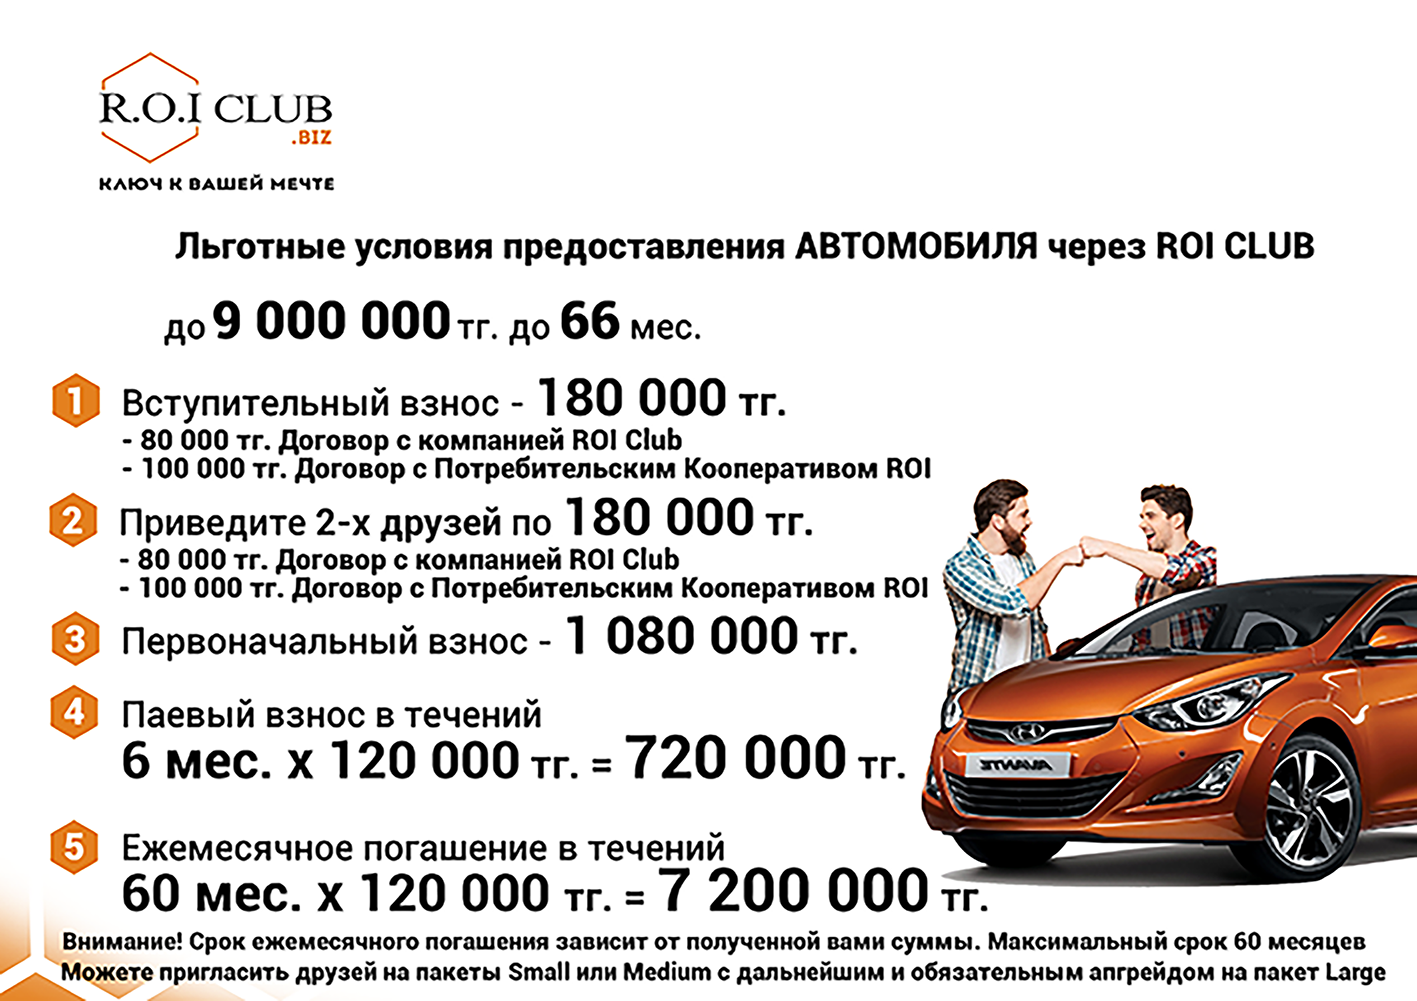 R.O.I CLUB
.BIZ
КЛЮЧ К ВАШЕЙ МЕЧТЕ
Льготные условия предоставления АВТОМОБИЛЯ через ROI CLUB
до 9 000 000 тг. до 66 мес.
1 Вступительный взнос - 180 000 тг.
- 80 000 тг. Договор с компанией ROI Club
- 100 000 тг. Договор с Потребительским Кооперативом ROI
2 Приведите 2-х друзей по 180 000 тг.
- 80 000 тг. Договор с компанией ROI Club
- 100 000 тг. Договор с Потребительским Кооперативом ROI
3 Первоначальный взнос - 1 080 000 тг.
4 Паевый взнос в течений
6 мес. х 120 000 тг. = 720 000 тг.
AVANTE
5 Ежемесячное погашение в течений
60 мес. х 120 000 тг. = 7 200 000 тг.
Внимание! Срок ежемесячного погашения зависит от полученной вами суммы. Максимальный срок 60 месяцев
Можете пригласить друзей на пакеты Small или Medium с дальнейшим и обязательным апгрейдом на пакет Large